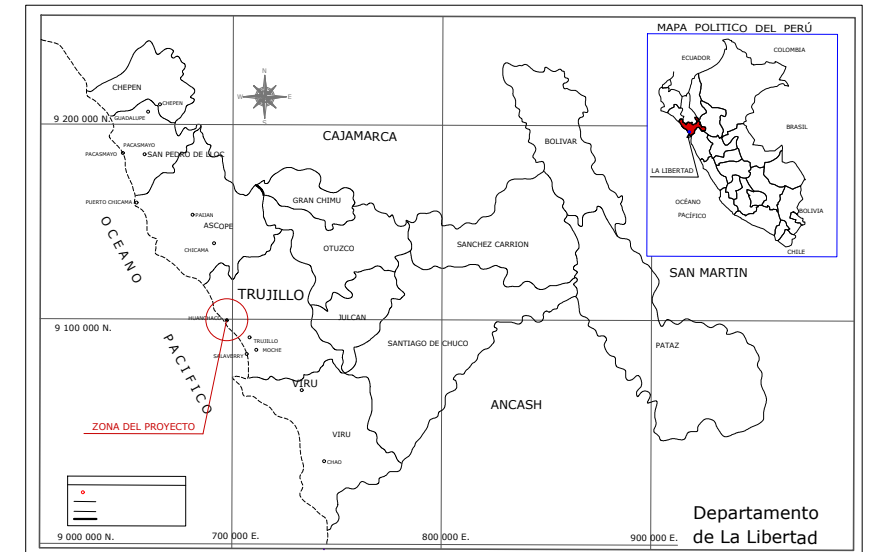 MAPA POLITICO DEL PERÚ
ECUADOR
COLOMBIA
BRASIL
LA LIBERTAD
OCÉANO
PACÍFICO
BOLIVIA
CHILE
N
W
E
S
CHEPEN
CHEPEN
GUADALUPE
9 200 000 N.
CAJAMARCA
BOLIVAR
PACASMAYO
PACASMAYO
SAN PEDRO DE LLOC
PUERTO CHICAMA
GRAN CHIMU
PAIJAN
ASCOPE
CHICAMA
OTUZCO
SANCHEZ CARRION
SAN MARTIN
OCEANO
PACIFICO
TRUJILLO
HUANCHACO
JULCAN
9 100 000 N.
TRUJILLO
MOCHE
SALAVERRY
SANTIAGO DE CHUCO
PATAZ
VIRU
ANCASH
ZONA DEL PROYECTO
VIRU
CHAO
9 000 000 N.
700 000 E.
800 000 E.
900 000 E.
Departamento
de La Libertad